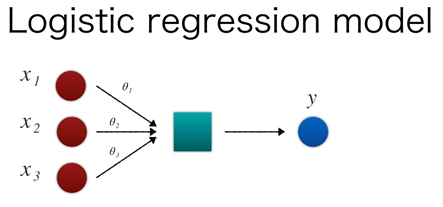 Logistic regression model
x1
θ1
y
x2
θ2
x3
θ3